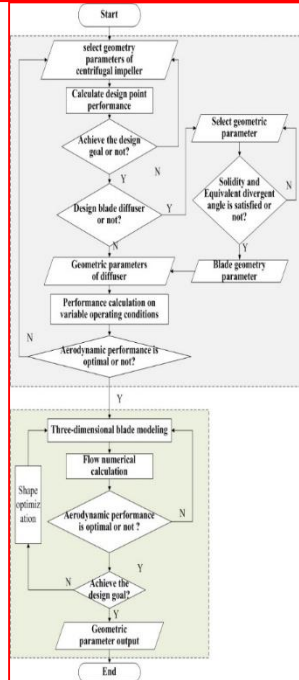 Start
select geometry
parameters of
centrifugal impeller
Calculate design point
performance
Achieve the design
goal or not?
N
Y
Design blade diffuser
or not?
Y
N
Select geometric
parameter
Solidity and
Equivalent divergent
angle is satisfied or
not?
N
Y
Blade geometry
parameter
Geometric parameters
of diffuser
Performance calculation on
variable operating conditions
N
Aerodynamic performance is
optimal or not?
Y
Three-dimensional blade modeling
Flow numerical
calculation
Shape
optimiz
ation
Aerodynamic performance
is optimal or not ?
N
Y
N
Achieve the
design goal?
Y
Geometric
parameter output
End